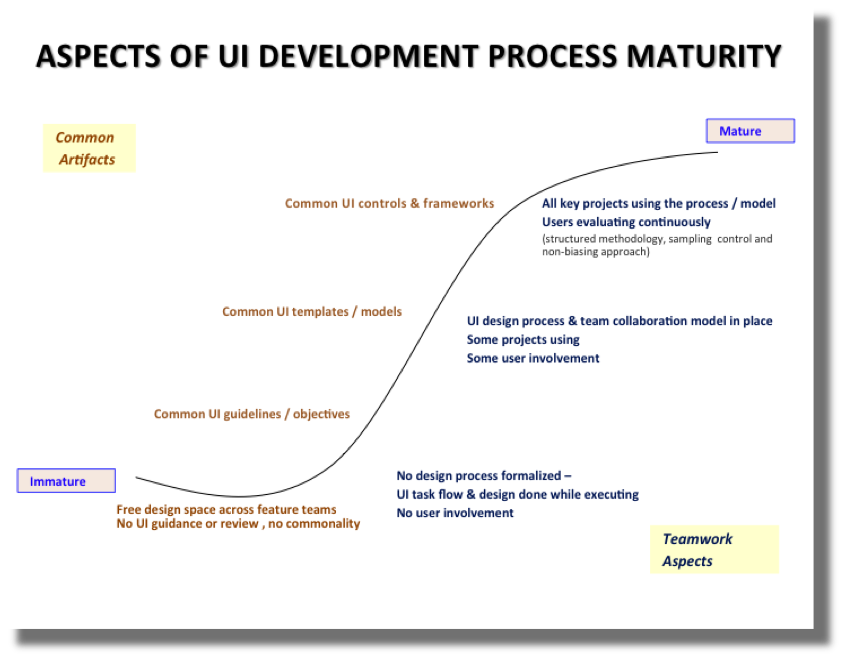 ASPECTS OF UI DEVELOPMENT PROCESS MATURITY
Common
Artifacts
Mature
Common UI controls & frameworks
All key projects using the process / model
Users evaluating continuously
(structured methodology, sampling  control and
non-biasing approach)
Common UI templates / models
UI design process & team collaboration model in place
Some projects using
Some user involvement
Common UI guidelines / objectives
Immature
No design process formalized –
UI task flow & design done while executing
No user involvement
Free design space across feature teams
No UI guidance or review , no commonality
Teamwork
Aspects